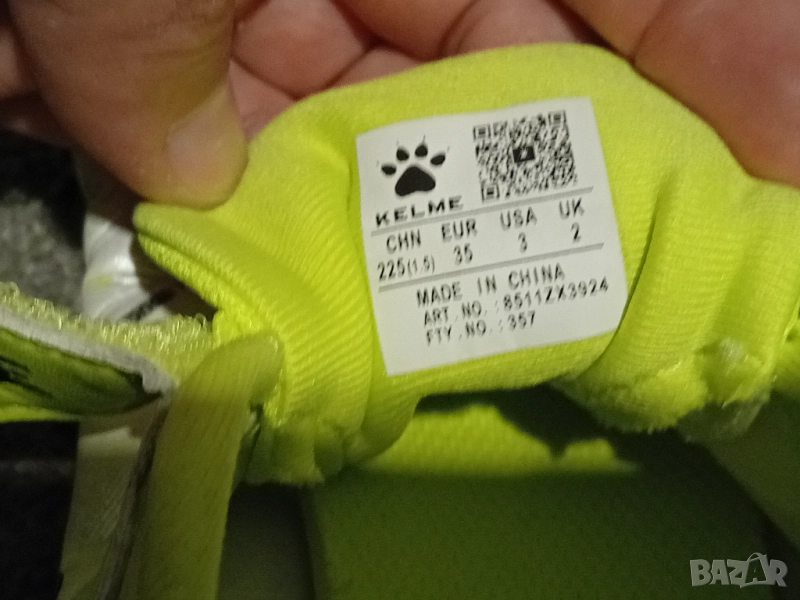 KELME
CHN EUR USA UK
225(1.5) 35 3 2
MADE IN CHINA
ART.NO.:8511ZX3924
FTY.NO.:357
BAZAR